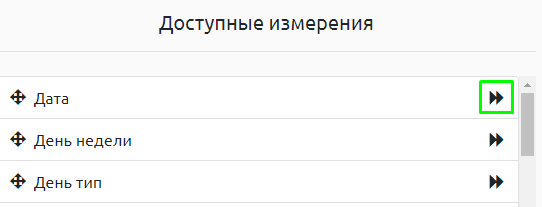 Доступные измерения
Дата
День недели
День тип